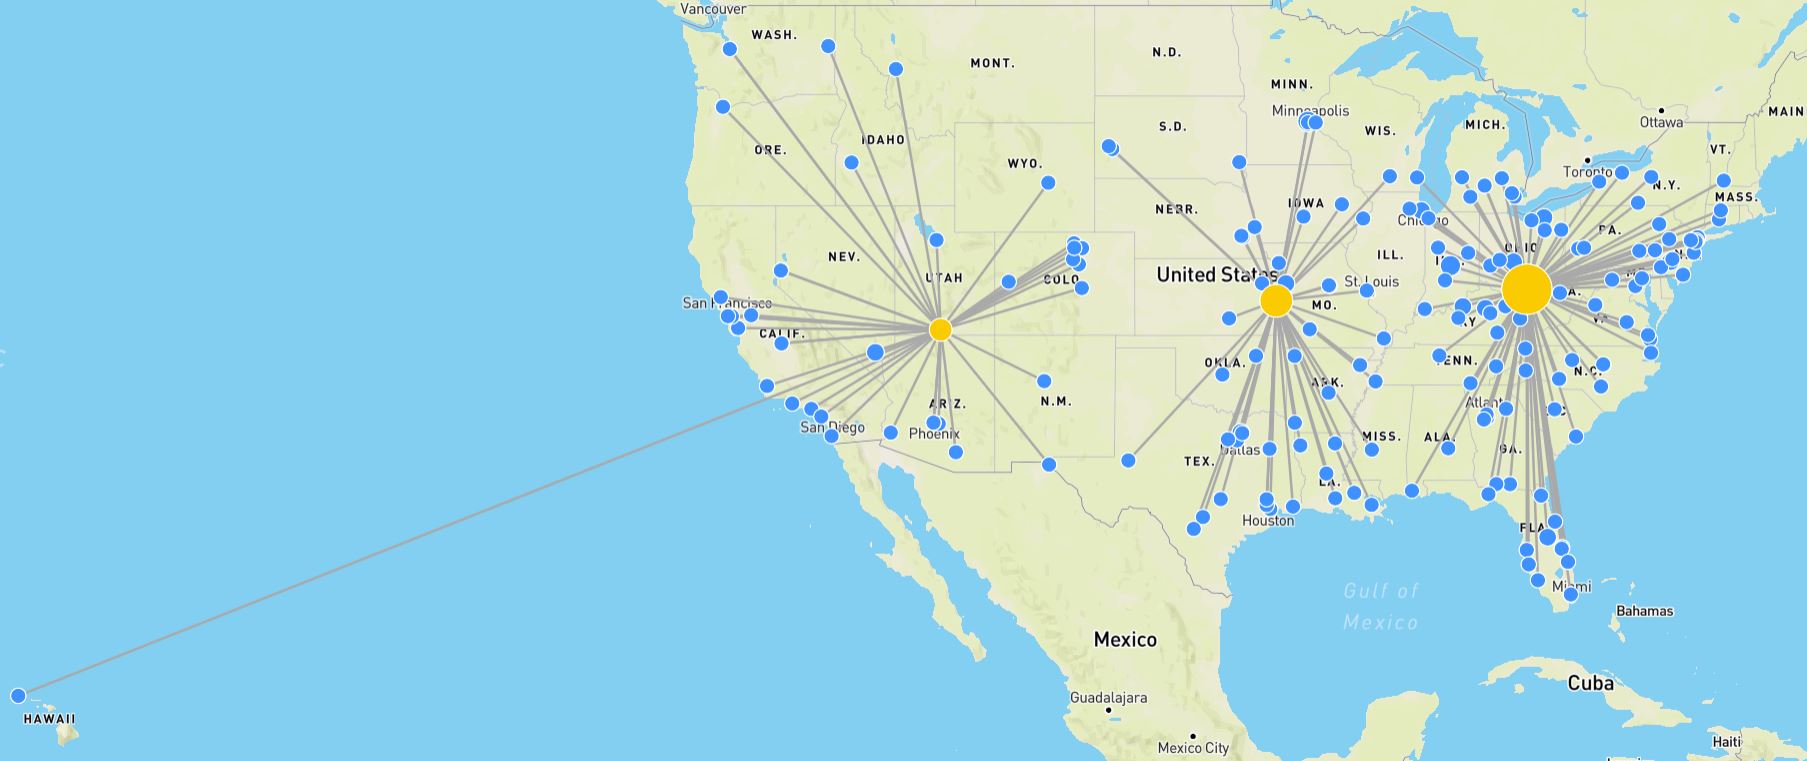 Vancouver
WASH.
MONT.
N.D.
MINN.
Minneapolis
Ottawa
MAIN
ORE.
IDAHO
WYO.
S.D.
WIS.
MICH.
Toronto
VT.
N.Y.
MASS.
NEBR.
IOWA
Chicago
PA.
OHIO
NEV.
UTAH
COLO.
United States
ILL.
St. Louis
San Francisco
CALIF.
MO.
KY
VA.
OKLA.
TENN.
N.C.
ARIZ.
N.M.
ARK.
Atlanta
San Diego
Phoenix
TEX.
Dallas
MISS.
ALA.
GA.
LA.
Houston
FLA.
Miami
Gulf of
Mexico
Bahamas
Mexico
Cuba
Guadalajara
HAWAII
Mexico City
Haiti